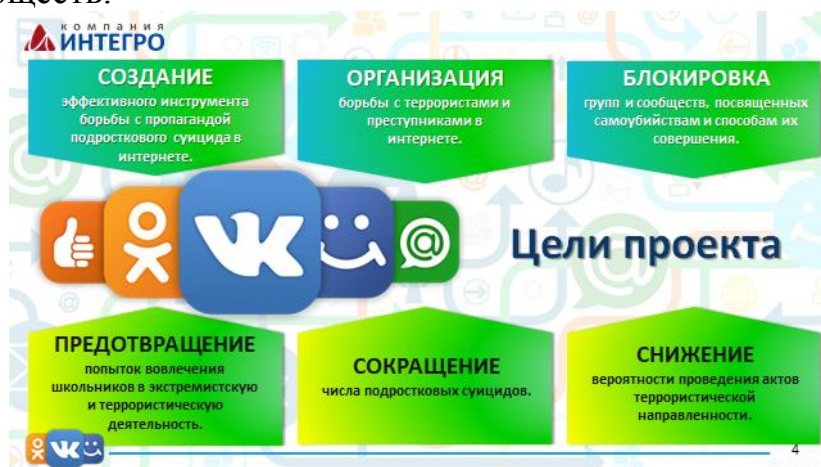 компания
ИНТЕГРО
СОЗДАНИЕ
эффективного инструмента
борьбы с пропагандой
подросткового суицида в
интернете.
ОРГАНИЗАЦИЯ
борьбы с террористами и
преступниками в
интернете.
БЛОКИРОВКА
групп и сообществ, посвященных
самоубийствам и способам их
совершения.
Цели проекта
ПРЕДОТВРАЩЕНИЕ
попыток вовлечения
школьников в экстремистскую
и террористическую
деятельность.
СОКРАЩЕНИЕ
числа подростковых суицидов.
СНИЖЕНИЕ
вероятности проведения актов
террористической
направленности.
4